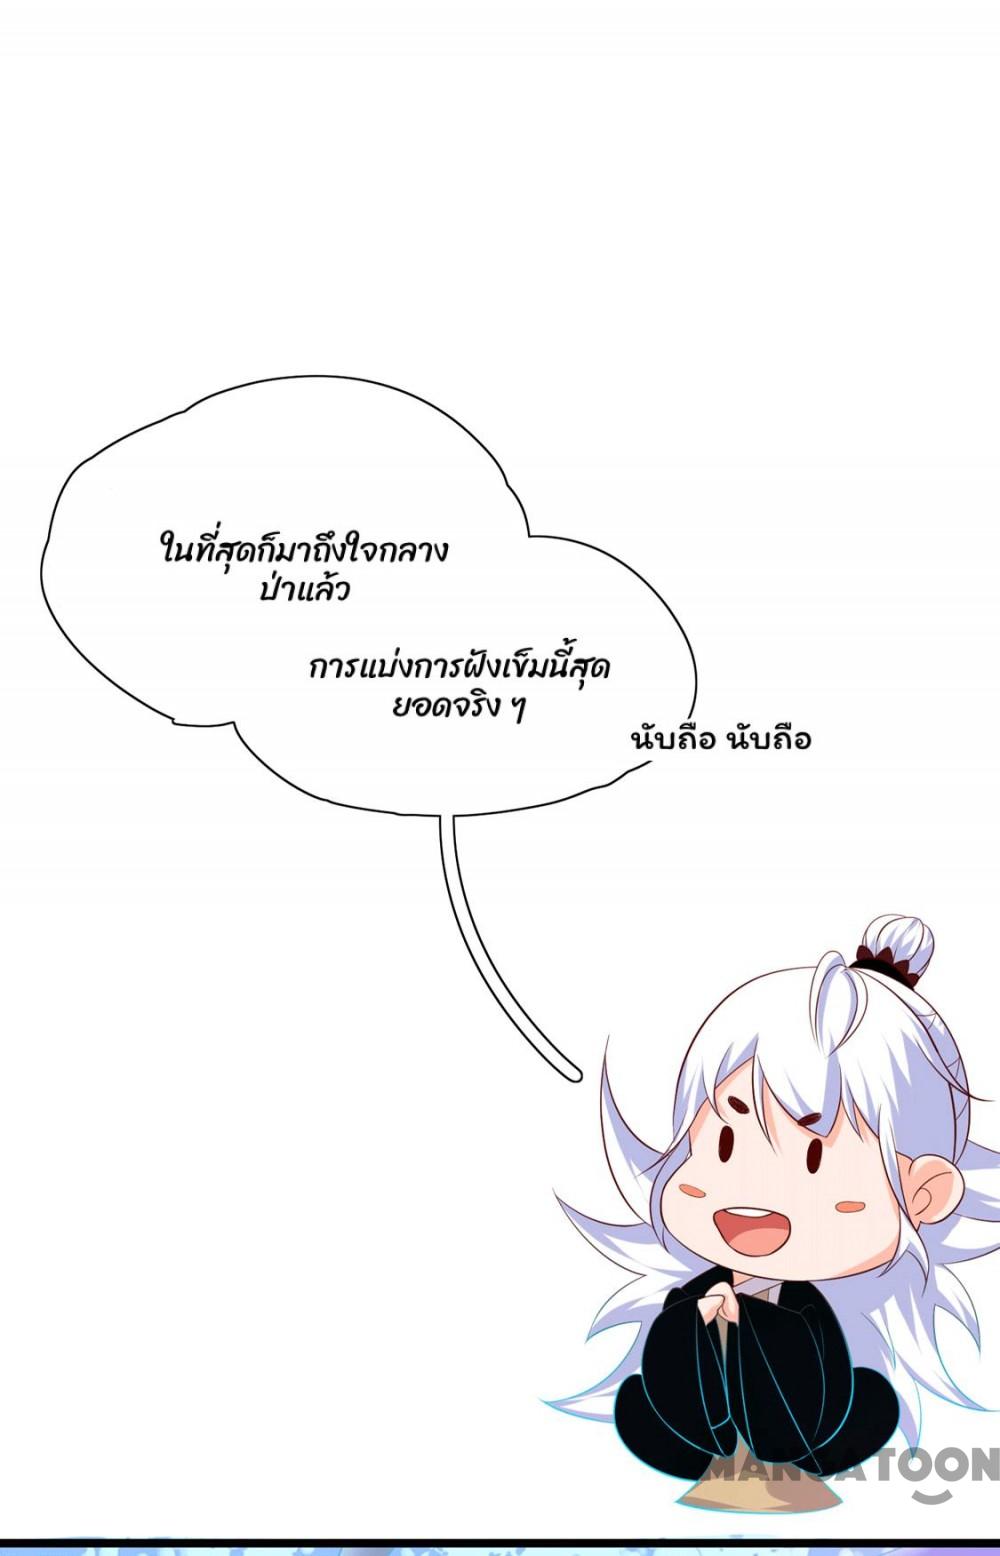 ในที่สุดก็มาถึงใจกลาง
ป่าแล้ว
การแบ่งการฝังเข็มนี้สุด
ยอดจริง ๆ
นับถือ นับถือ
MANGATOON